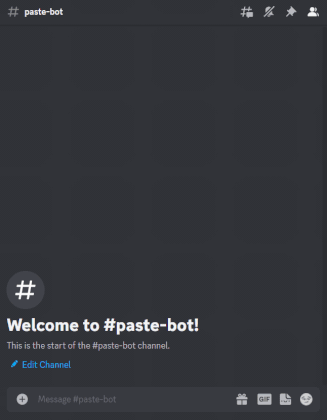 # paste-bot
#
Welcome to #paste-bot!
This is the start of the #paste-bot channel.
Edit Channel
Message #paste-bot GIF